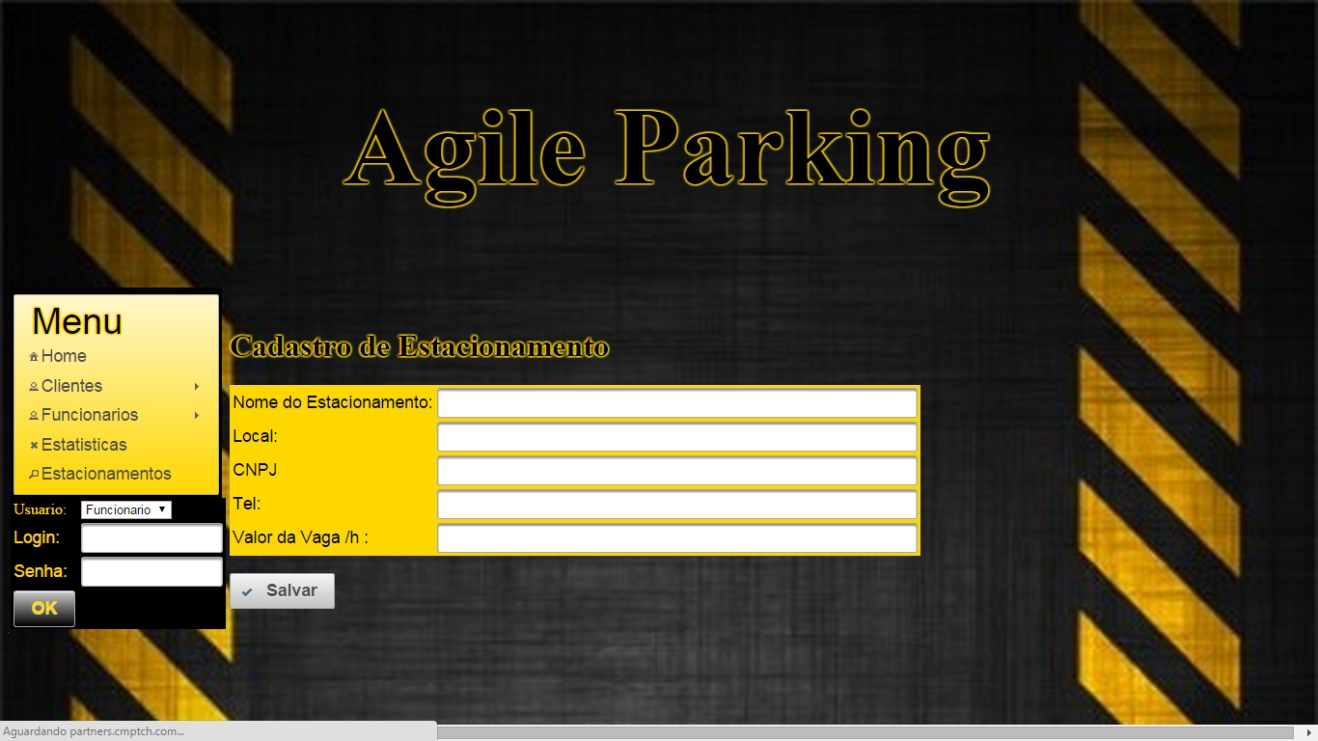 Agile Parking
Menu
Home
Clientes
Funcionarios
Estatisticas
Estacionamentos
Usuario: Funcionario
Login:
Senha:
OK
Cadastro de Estacionamento
Nome do Estacionamento:
Local:
CNPJ
Tel:
Valor da Vaga /h :
Salvar
Aguardando partners.cmptch.com...